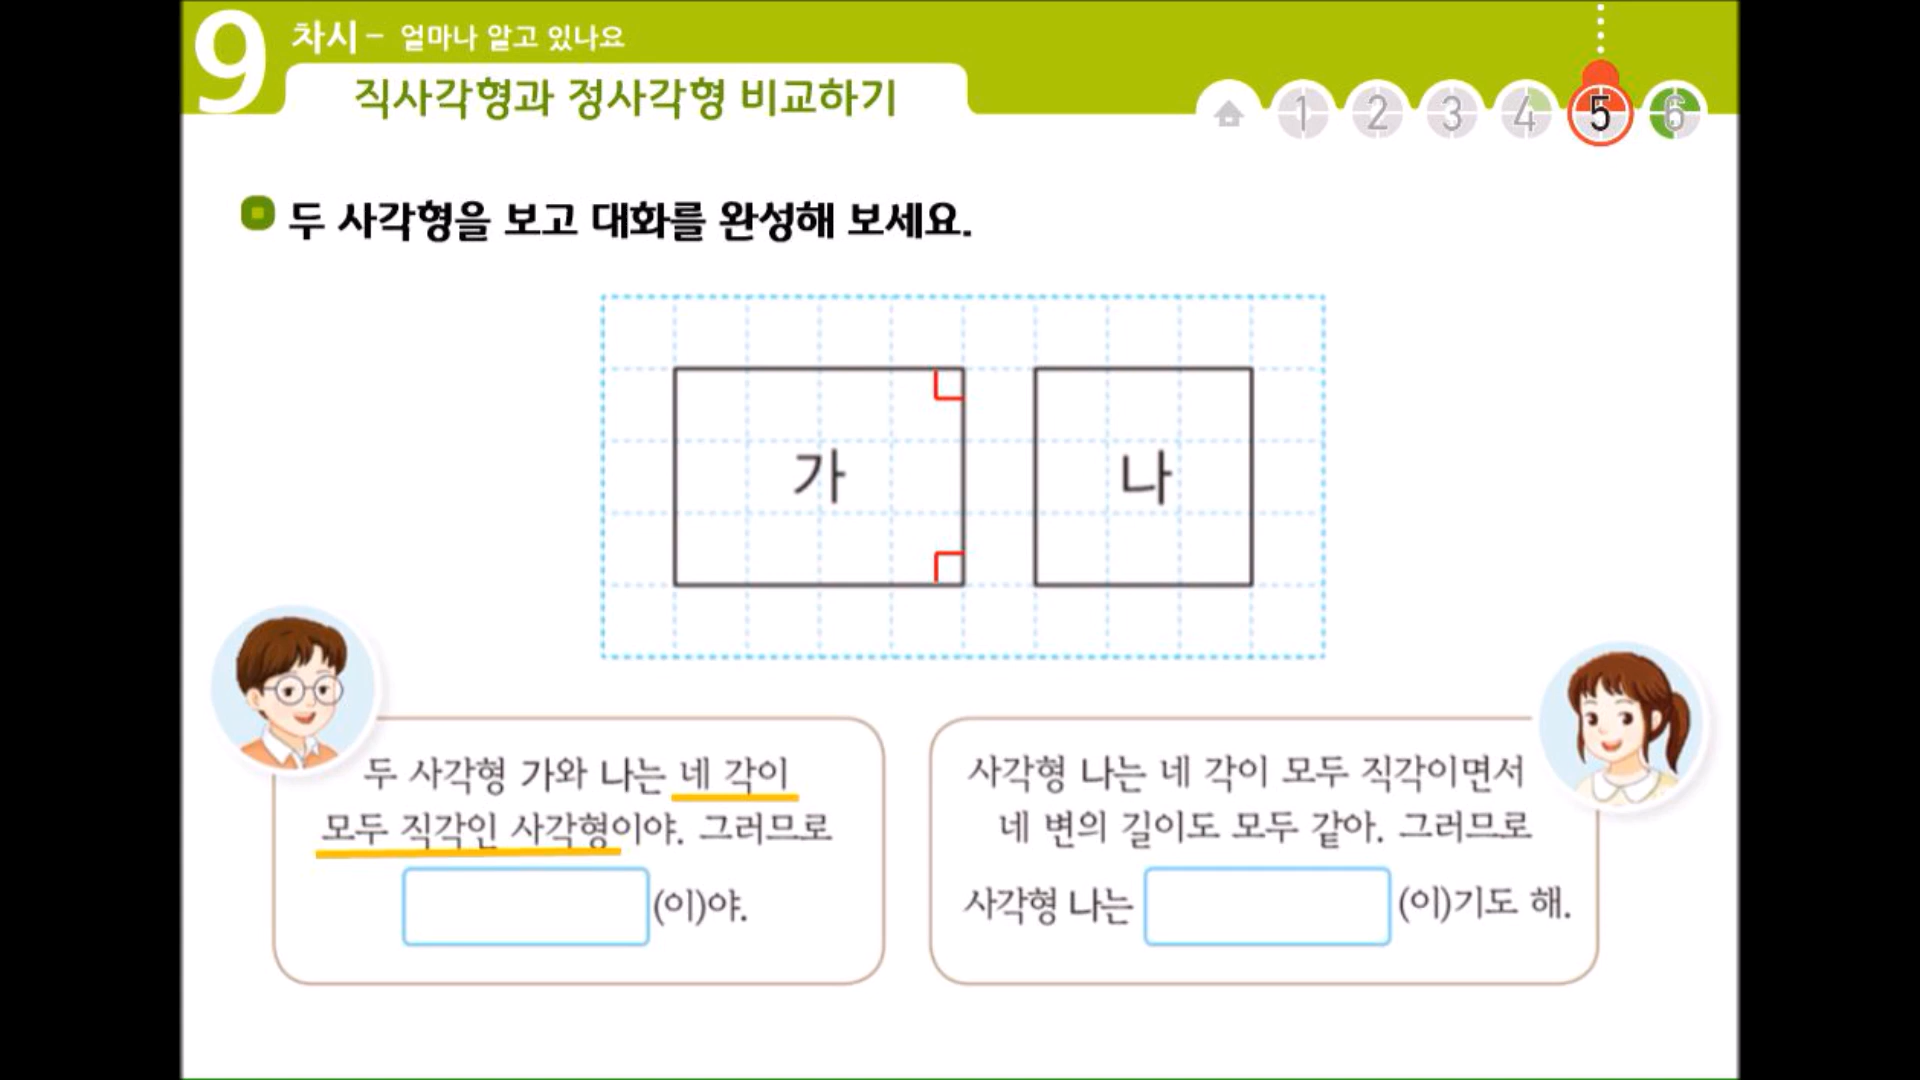 9 차시 - 얼마나 알고 있나요
직사각형과 정사각형 비교하기
1 2 3 4 5 6
두 사각형을 보고 대화를 완성해 보세요.
가 나
두 사각형 가와 나는 네 각이
모두 직각인 사각형이야. 그러므로
(이)야.
사각형 나는 네 각이 모두 직각이면서
네 변의 길이도 모두 같아. 그러므로
사각형 나는 (이)기도 해.